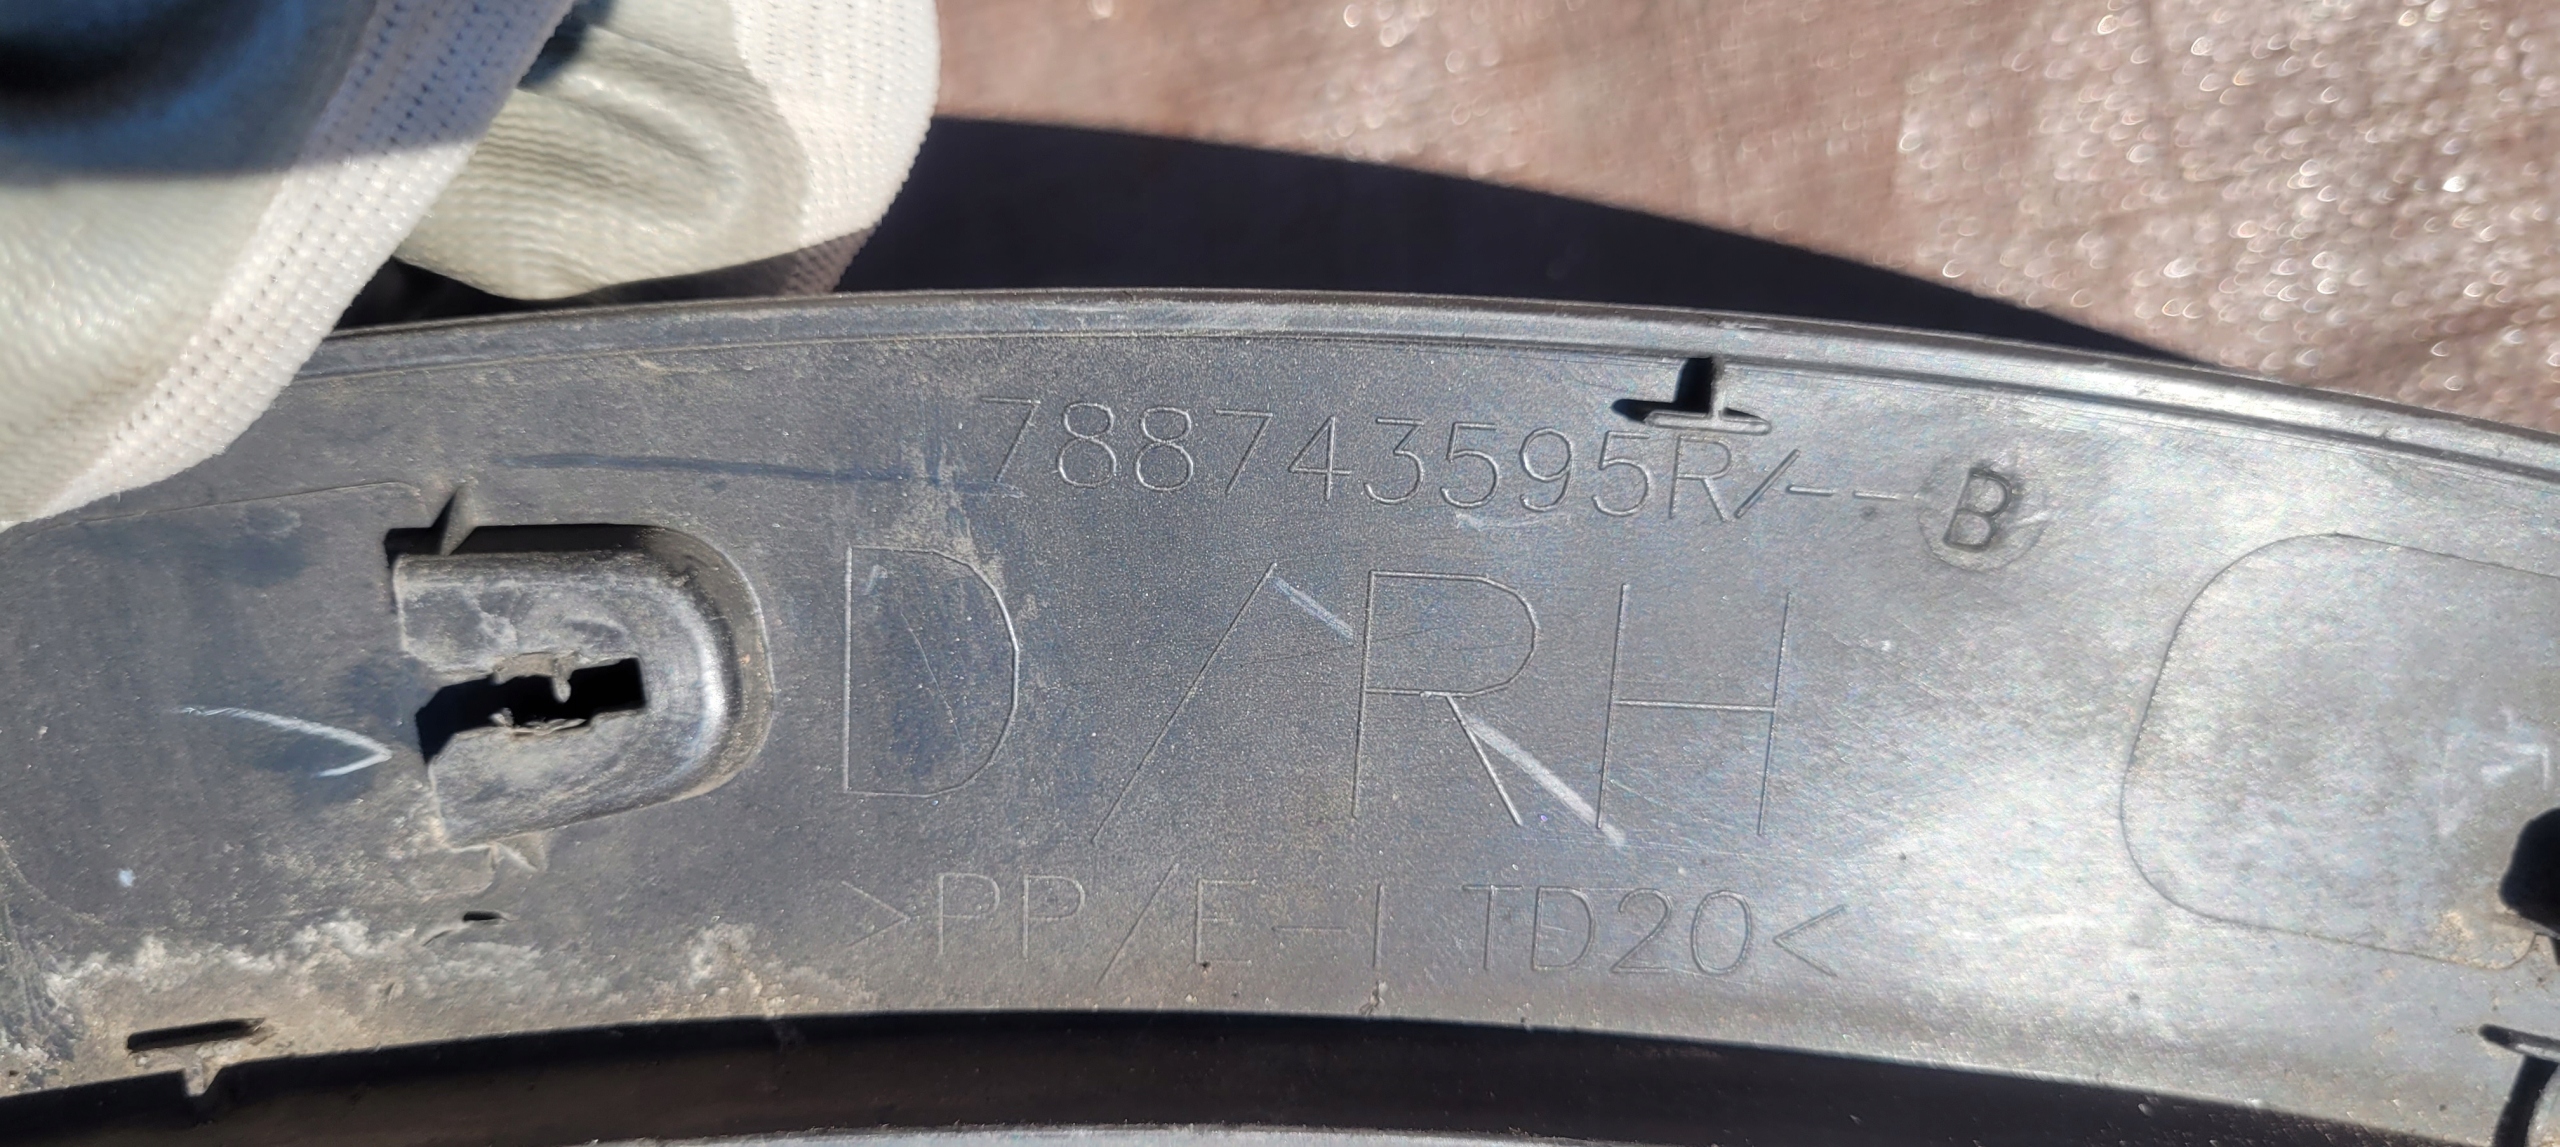 788743595R/-- B
D/RH
>PP/E-I TD20<